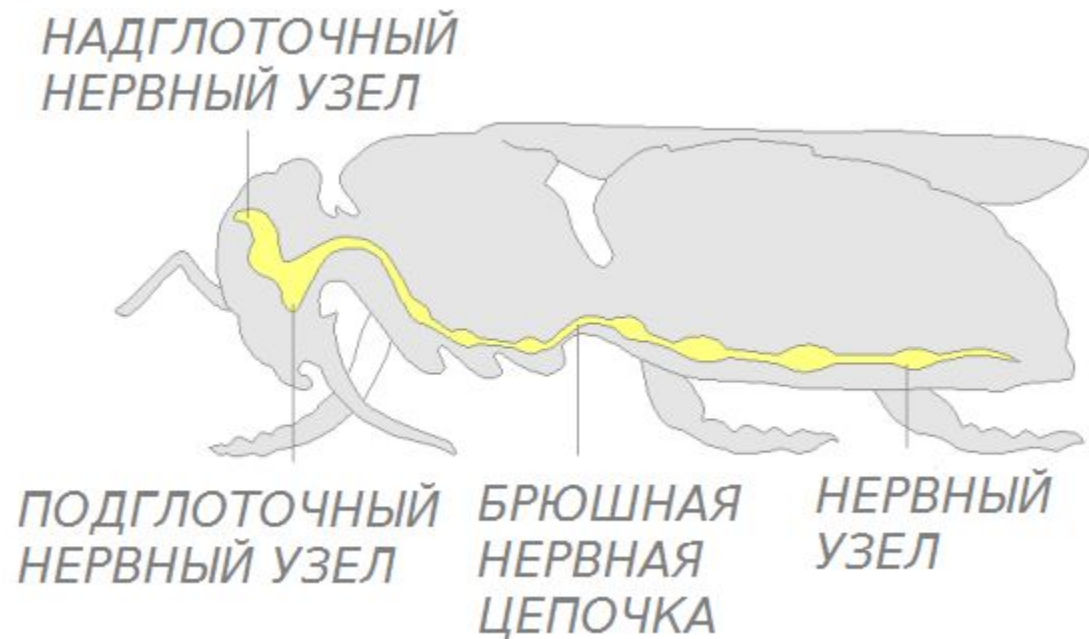 НАДГЛОТОЧНЫЙ
НЕРВНЫЙ УЗЕЛ
ПОДГЛОТОЧНЫЙ
НЕРВНЫЙ УЗЕЛ
БРЮШНАЯ
НЕРВНАЯ
ЦЕПОЧКА
НЕРВНЫЙ
УЗЕЛ